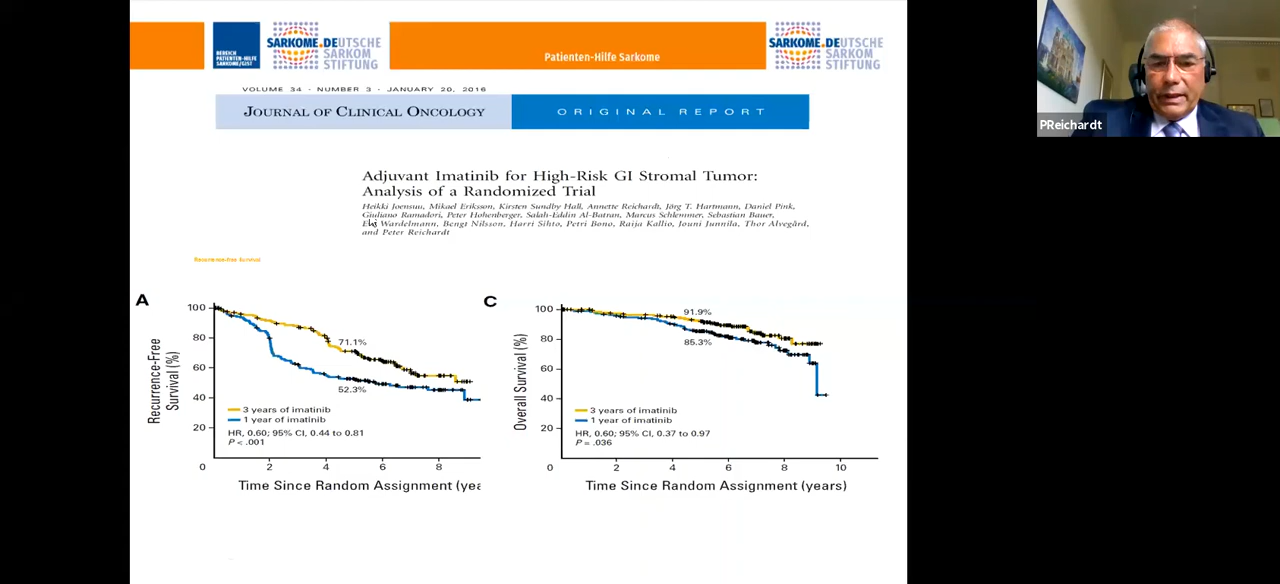 BEREICH
PATIENTEN-HILFE
SARKOME/GIST
SARKOME.DEUTSCHE
SARKOM
STIFTUNG
Patienten-Hilfe Sarkome
SARKOME.DEUTSCHE
SARKOM
STIFTUNG
PReichardt
VOLUME 34 · NUMBER 3 · JANUARY 20, 2016
JOURNAL OF CLINICAL ONCOLOGY
ORIGINAL REPORT
Adjuvant Imatinib for High-Risk GI Stromal Tumor:
Analysis of a Randomized Trial
Heikki Joensuu, Mikael Eriksson, Kirsten Sundby Hall, Annette Reichardt, Jörg T. Hartmann, Daniel Pink,
Giuliano Ramadori, Peter Hohenberger, Salah-Eddin Al-Batran, Marcus Schlemmer, Sebastian Bauer,
Wardelmann, Bengt Nilsson, Harri Sihto, Petri Bono, Raija Kallio, Jouni Junnila, Thor Alvegård,
and Peter Reichardt
Recurrence-Free Survival
A
Recurrence-Free
Survival (%)
100
80
60
40
20
0
2
4
6
8
71.1%
52.3%
3 years of imatinib
1 year of imatinib
HR, 0.60; 95% CI, 0.44 to 0.81
P < .001
Time Since Random Assignment (yea
C
Overall Survival (%)
100
80
60
40
20
0
2
4
6
8
10
91.9%
85.3%
3 years of imatinib
1 year of imatinib
HR, 0.60; 95% CI, 0.37 to 0.97
P = .036
Time Since Random Assignment (years)